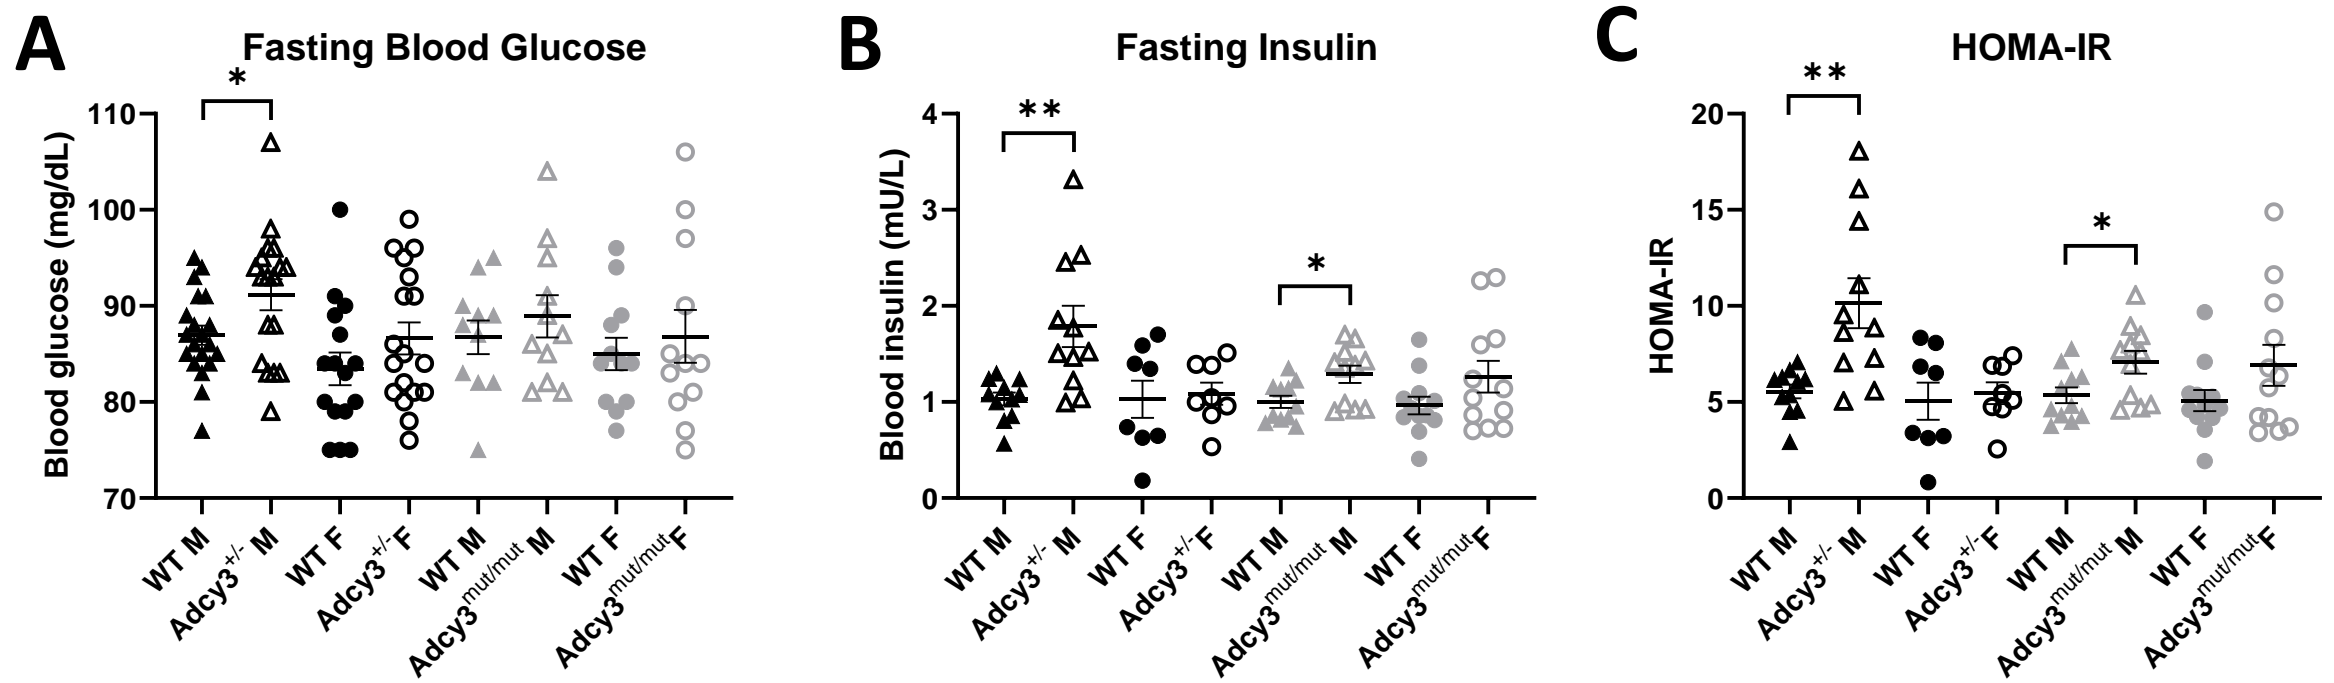 A
Fasting Blood Glucose
*
Blood glucose (mg/dL)
110
100
90
80
70
WT M
Adcy3+/- M
WT F
Adcy3+/- F
WT M
Adcy3mut/mut M
WT F
Adcy3mut/mut F
B
Fasting Insulin
**
*
Blood insulin (mU/L)
4
3
2
1
0
WT M
Adcy3+/- M
WT F
Adcy3+/- F
WT M
Adcy3mut/mut M
WT F
Adcy3mut/mut F
C
HOMA-IR
**
*
HOMA-IR
20
15
10
5
0
WT M
Adcy3+/- M
WT F
Adcy3+/- F
WT M
Adcy3mut/mut M
WT F
Adcy3mut/mut F